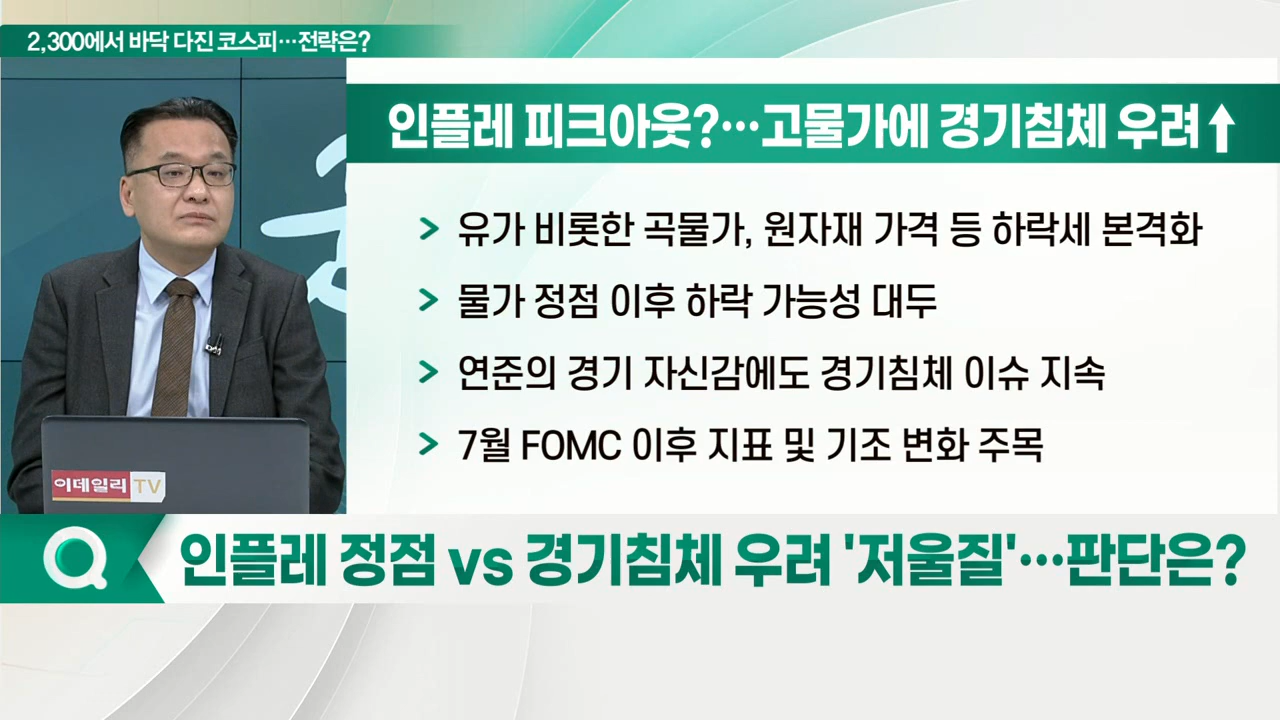 2,300에서 바닥 다진 코스피…전략은?
인플레 피크아웃?…고물가에 경기침체 우려↑
> 유가 비롯한 곡물가, 원자재 가격 등 하락세 본격화
> 물가 정점 이후 하락 가능성 대두
> 연준의 경기 자신감에도 경기침체 이슈 지속
> 7월 FOMC 이후 지표 및 기조 변화 주목
이데일리 TV
인플레 정점 vs 경기침체 우려 '저울질'…판단은?